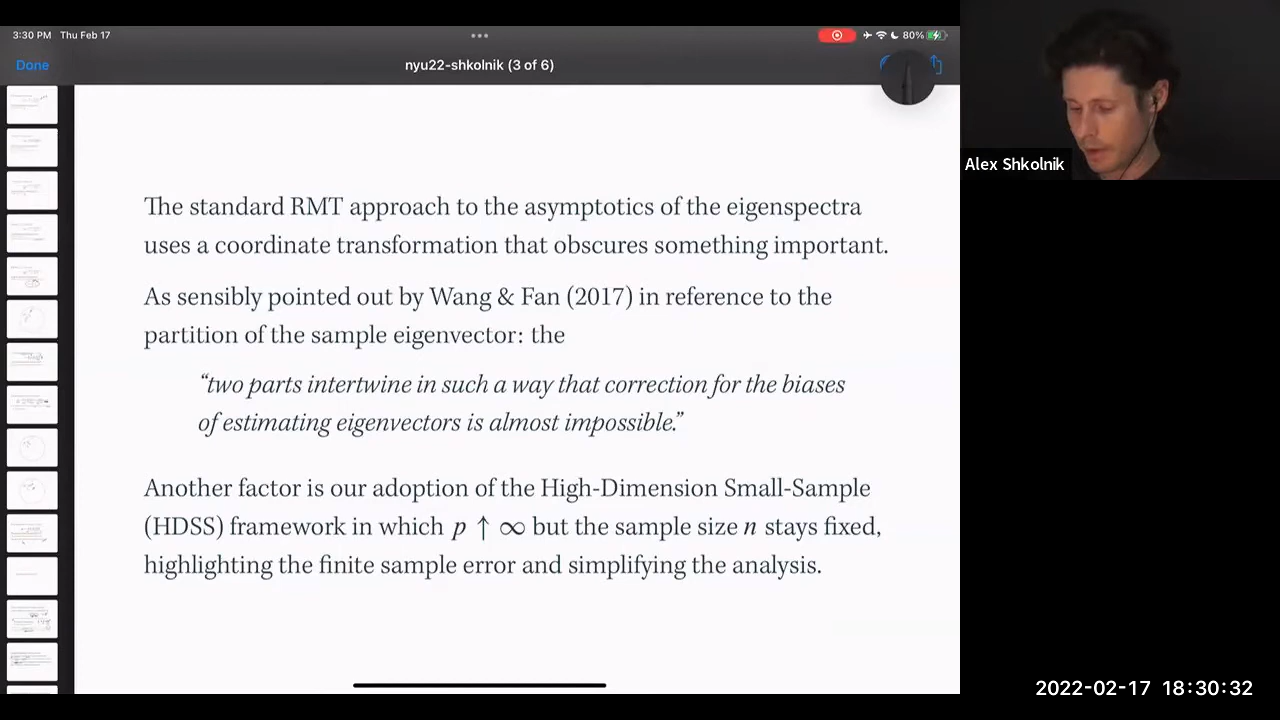 3:30 PM Thu Feb 17
80%
Done
nyu22-shkolnik (3 of 6)
The standard RMT approach to the asymptotics of the eigenspectra
uses a coordinate transformation that obscures something important.
As sensibly pointed out by Wang & Fan (2017) in reference to the
partition of the sample eigenvector: the
“two parts intertwine in such a way that correction for the biases
of estimating eigenvectors is almost impossible.”
Another factor is our adoption of the High-Dimension Small-Sample
(HDSS) framework in which p ↑ ∞ but the sample size n stays fixed,
highlighting the finite sample error and simplifying the analysis.
Alex Shkolnik
2022-02-17 18:30:32